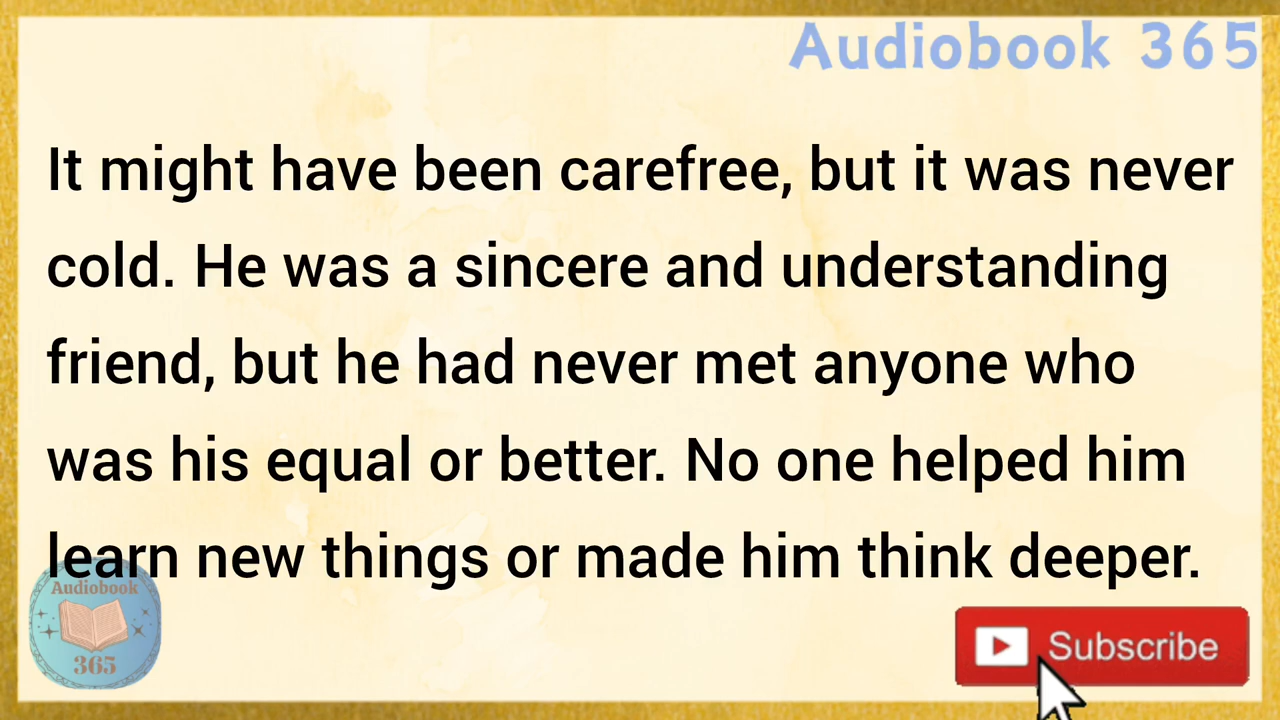 Audiobook 365
It might have been carefree, but it was never
cold. He was a sincere and understanding
friend, but he had never met anyone who
was his equal or better. No one helped him
learn new things or made him think deeper.
Audiobook
365
Subscribe